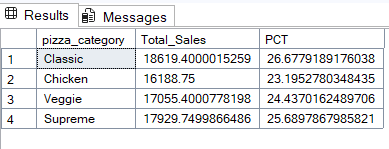 Results Messages
pizza_category Total_Sales PCT
1 Classic 18619.4000015259 26.6779189176038
2 Chicken 16188.75 23.1952780348435
3 Veggie 17055.4000778198 24.4370162489706
4 Supreme 17929.7499866486 25.6897867985821